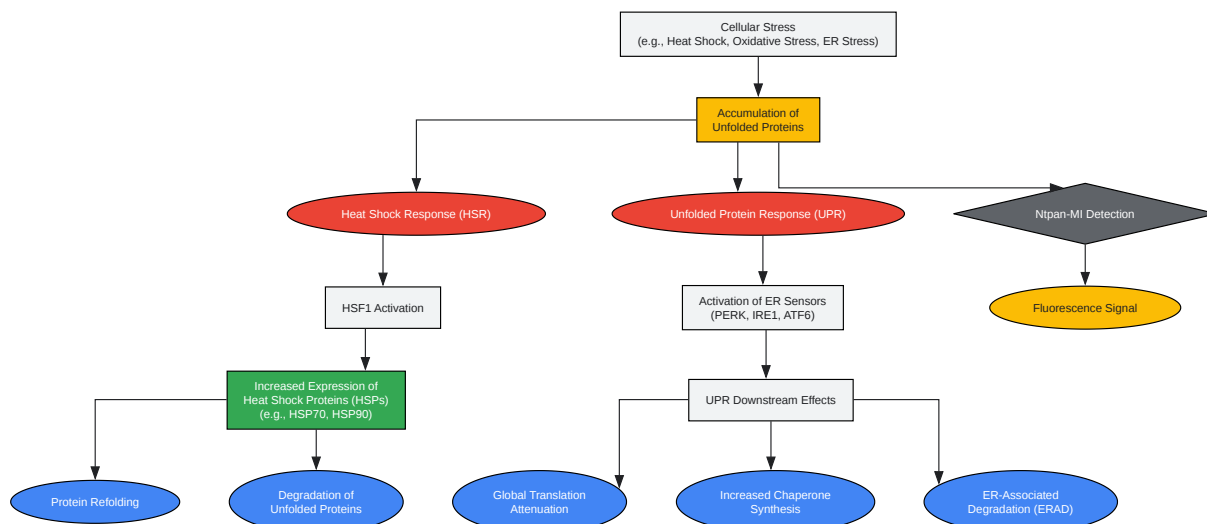 Cellular Stress
(e.g., Heat Shock, Oxidative Stress, ER Stress)
Accumulation of
Unfolded Proteins
Heat Shock Response (HSR)
Unfolded Protein Response (UPR)
Ntpan-MI Detection
HSF1 Activation
Activation of ER Sensors
(PERK, IRE1, ATF6)
Fluorescence Signal
Increased Expression of
Heat Shock Proteins (HSPs)
(e.g., HSP70, HSP90)
UPR Downstream Effects
Protein Refolding
Degradation of
Unfolded Proteins
Global Translation
Attenuation
Increased Chaperone
Synthesis
ER-Associated
Degradation (ERAD)